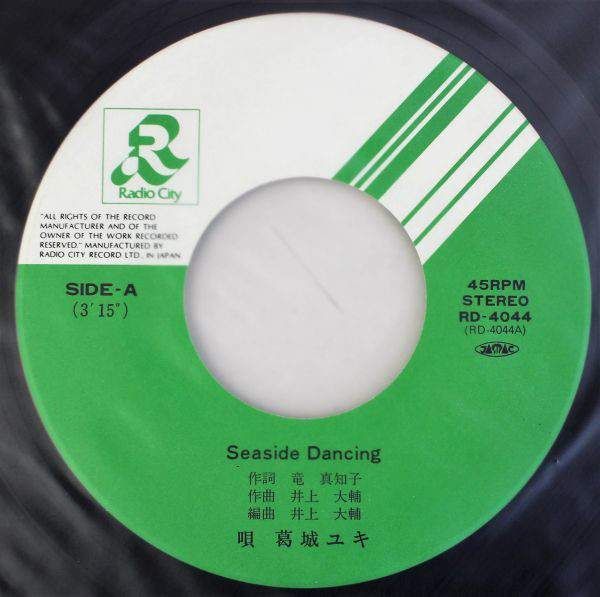 R
Radio City
"ALL RIGHTS OF THE RECORD
MANUFACTURER AND OF THE
OWNER OF THE WORK RECORDED
RESERVED." MANUFACTURED BY
RADIO CITY RECORD LTD., IN JAPAN
SIDE-A
(3'15")
45RPM
STEREO
RD-4044
(RD-4044A)
JASRAC
Seaside Dancing
作詞 竜 真知子
作曲 井上 大輔
編曲 井上 大輔
唄 葛城ユキ